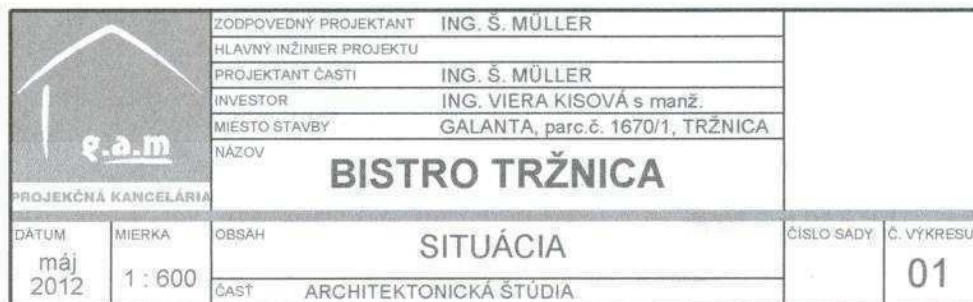 ZODPOVEDNÝ PROJEKTANT ING. Š. MÜLLER
HLAVNÝ INŽINIER PROJEKTU
PROJEKTANT ČASTI ING. Š. MÜLLER
INVESTOR ING. VIERA KISOVÁ s manž.
MIESTO STAVBY GALANTA, parc.č. 1670/1, TRŽNICA
g.a.m
PROJEKČNÁ KANCELÁRIA
NÁZOV
BISTRO TRŽNICA
DÁTUM
máj
2012
MIERKA
1 : 600
OBSAH
SITUÁCIA
ČASŤ ARCHITEKTONICKÁ ŠTÚDIA
ČÍSLO SADY
Č. VÝKRESU
01